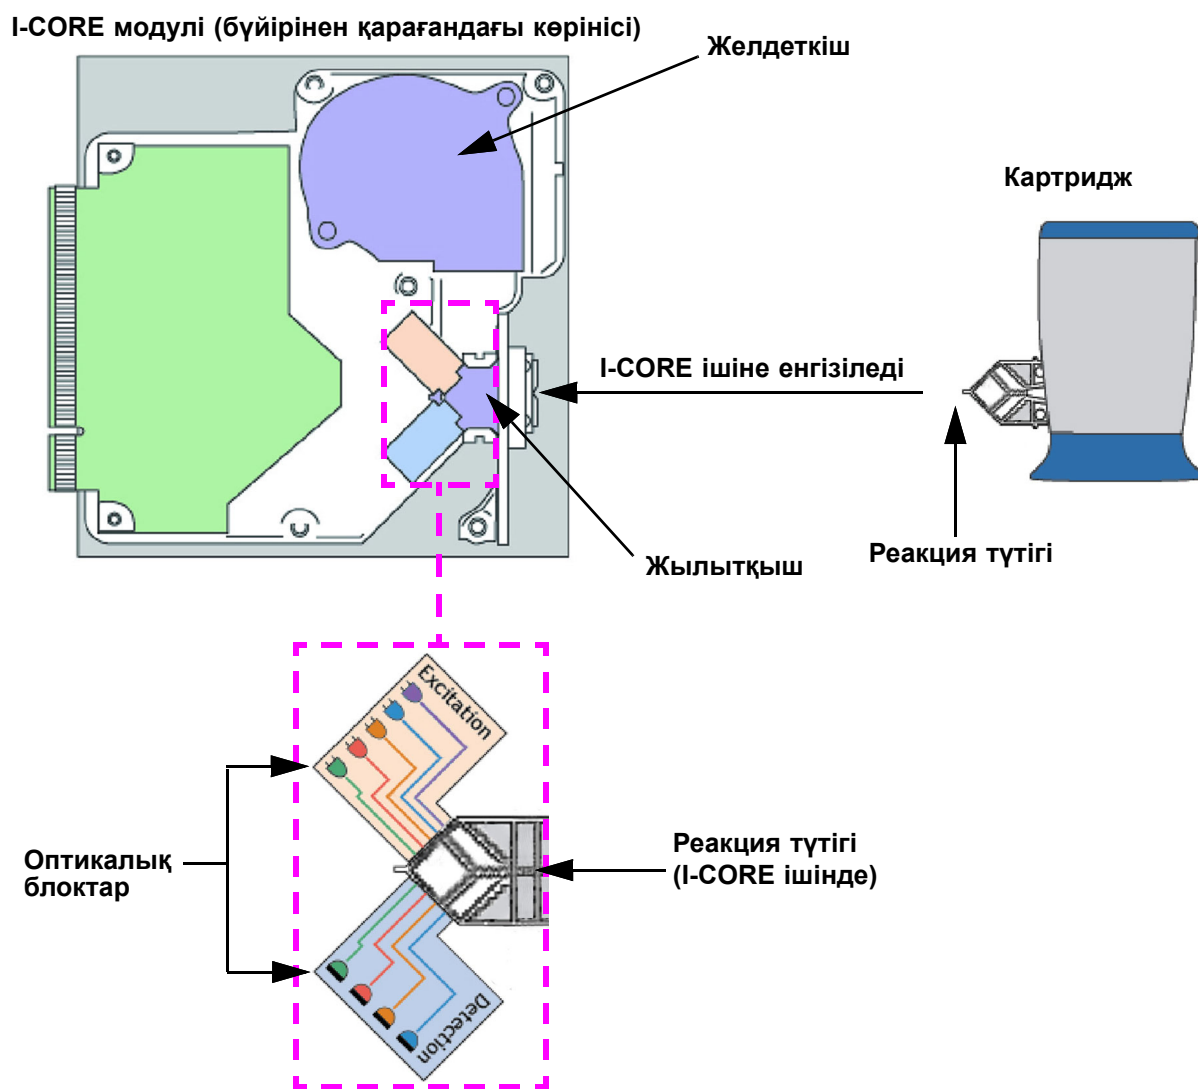 I-CORE модулі (бүйірінен қарағандағы көрінісі)
Желдеткіш
Картридж
I-CORE ішіне енгізіледі
Реакция түтігі
Жылытқыш
Excitation
Оптикалық
блоктар
Реакция түтігі
(I-CORE ішінде)
Detection